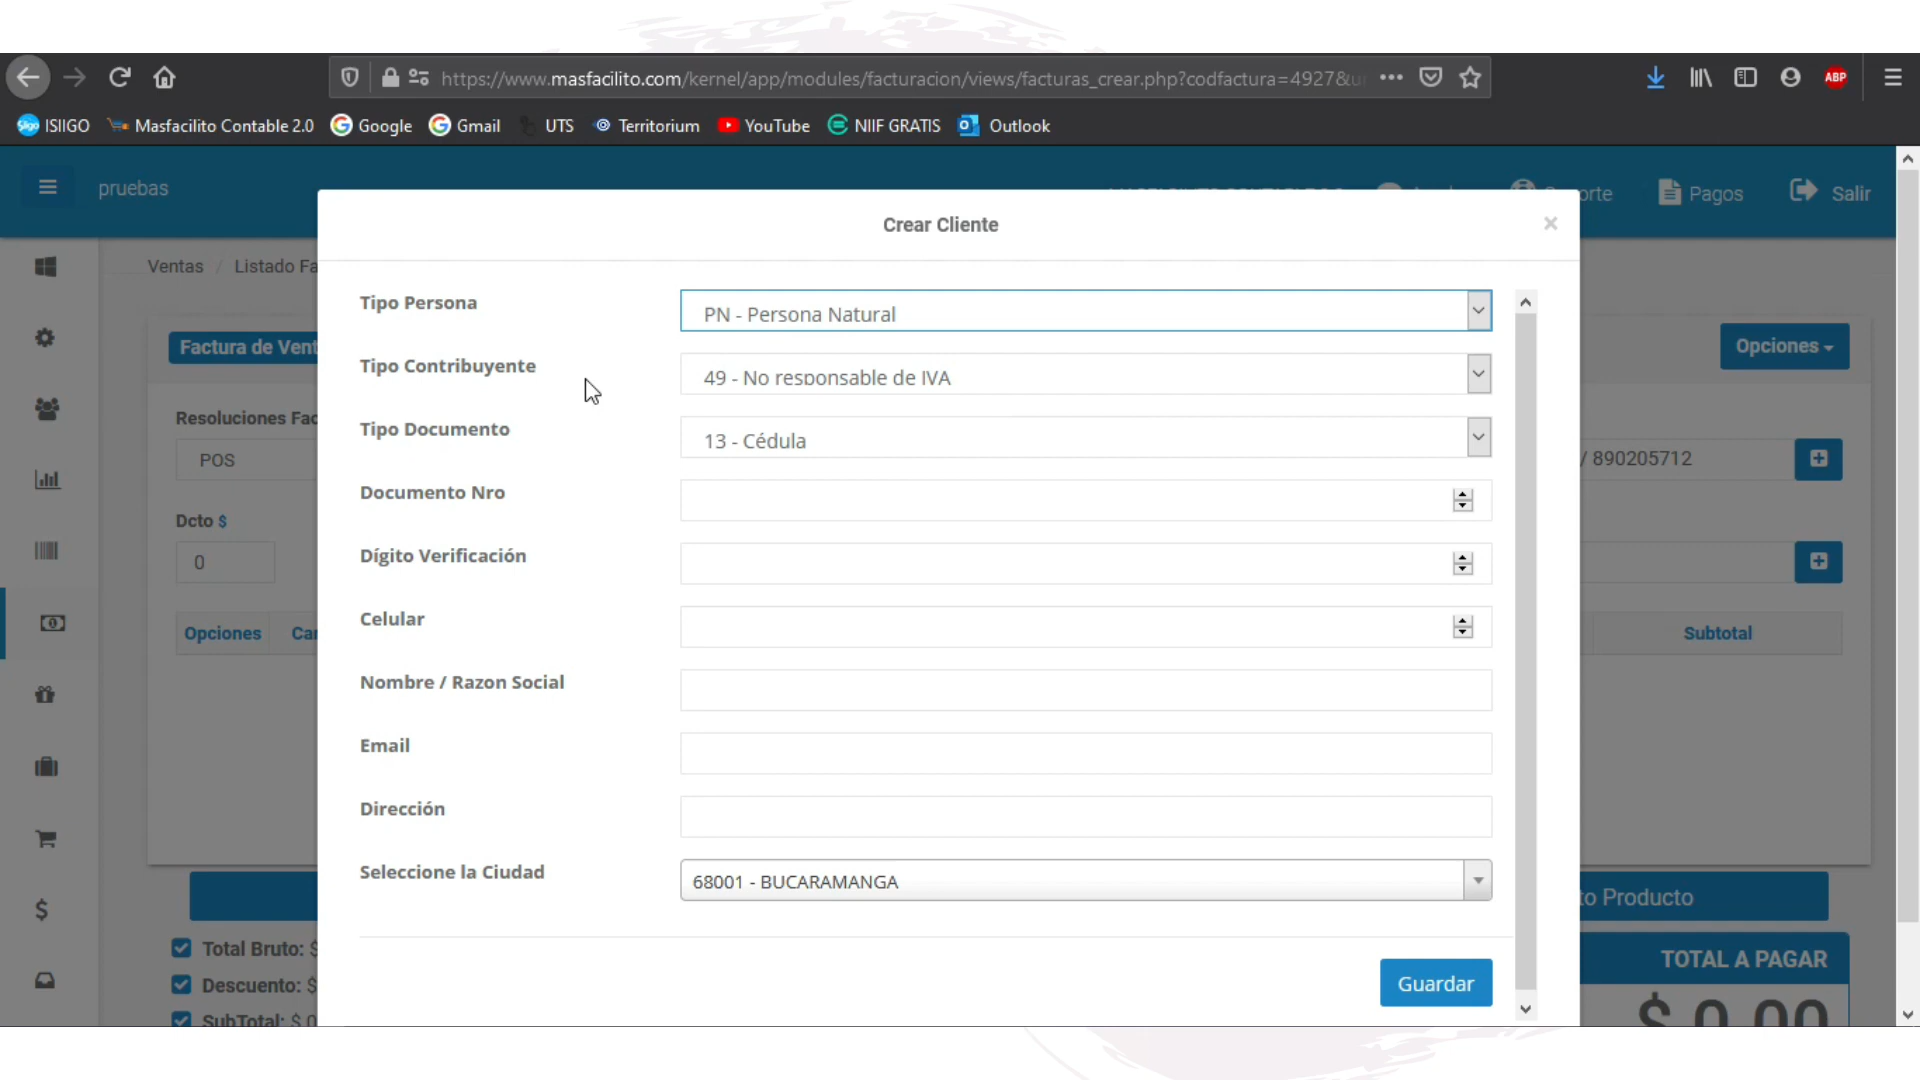 https://www.masfacilito.com/kernel/app/modules/facturacion/views/facturas_crear.php?codfactura=4927&u
ABP
ISIIGO
Masfacilito Contable 2.0
Google
Gmail
UTS
Territorium
YouTube
NIIF GRATIS
Outlook
pruebas
orte
Pagos
Salir
Crear Cliente
×
Ventas / Listado Fa
Tipo Persona
PN - Persona Natural
Factura de Vent
Opciones
Tipo Contribuyente
49 - No responsable de IVA
Resoluciones Fac
Tipo Documento
13 - Cédula
POS
/ 890205712
Documento Nro
Dcto $
Dígito Verificación
0
Celular
Opciones
Can
Subtotal
Nombre / Razon Social
Email
Dirección
Seleccione la Ciudad
68001 - BUCARAMANGA
to Producto
Total Bruto: $
TOTAL A PAGAR
Descuento: $
Guardar
SubTotal: $ 0
$ 0.00